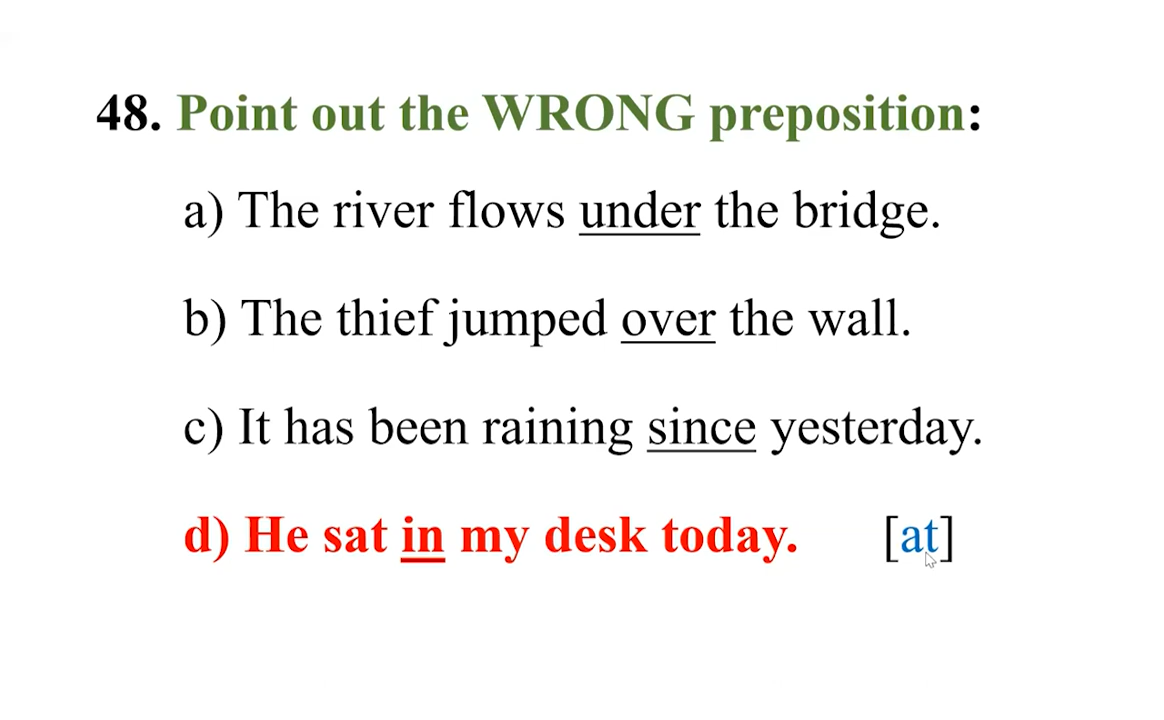 48. Point out the WRONG preposition:
a) The river flows under the bridge.
b) The thief jumped over the wall.
c) It has been raining since yesterday.
d) He sat in my desk today. [at]